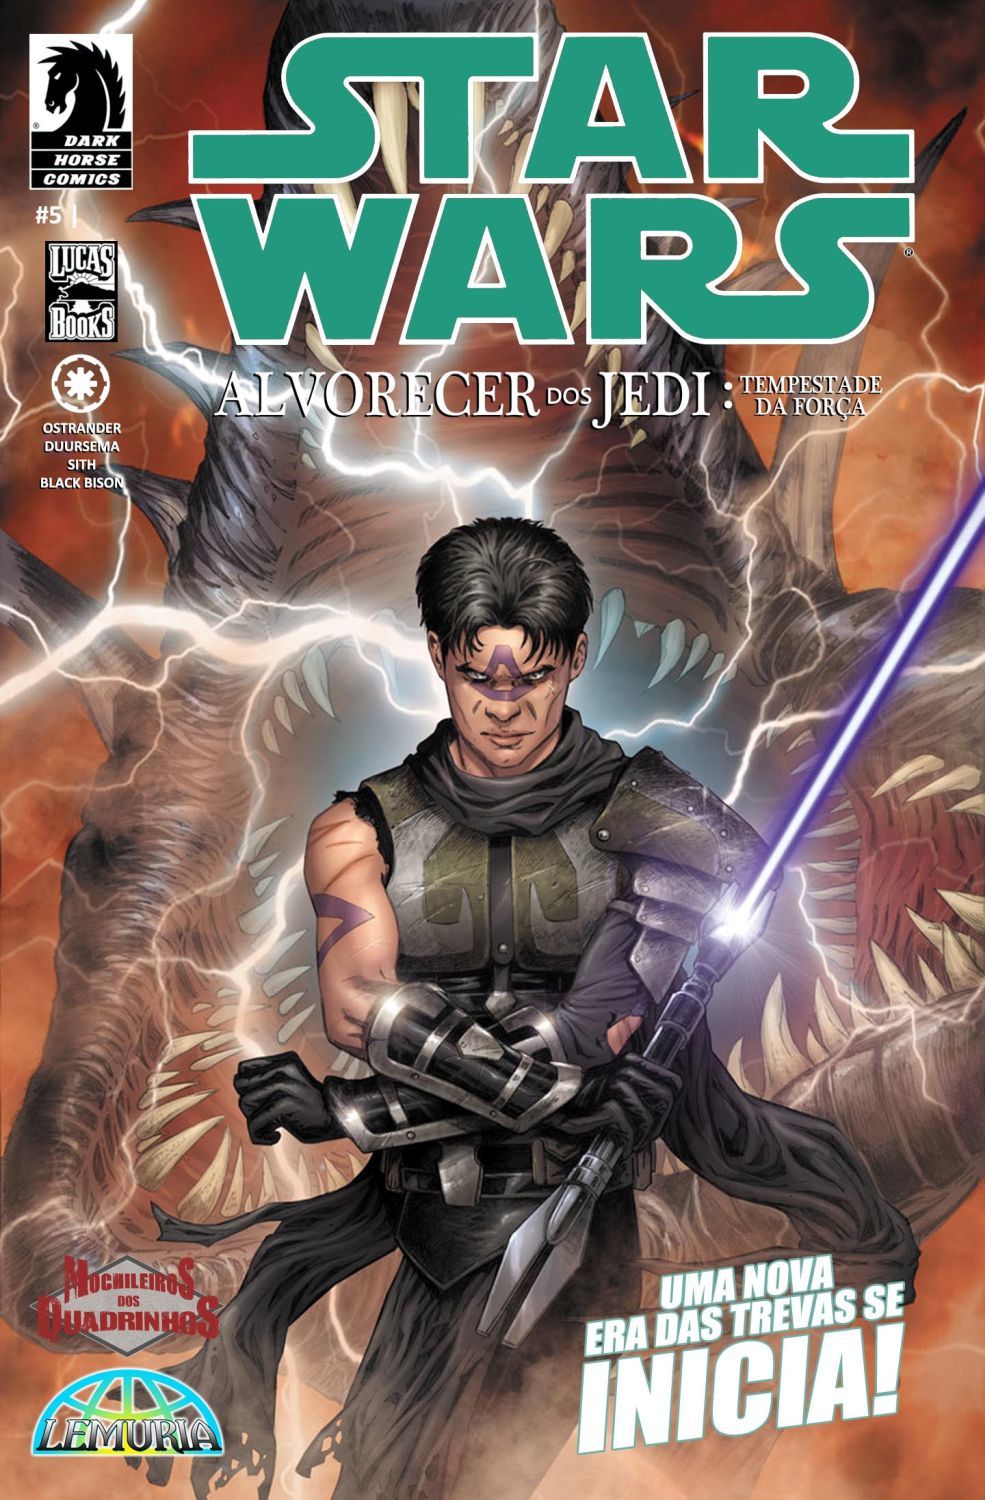 STAR
WARS
®
ALVORECER DOS JEDI : TEMPESTADE
DA FORÇA
®
DARK
HORSE
COMICS
#5 |
LUCAS
BOOKS
OSTRANDER
DUURSEMA
SITH
BLACK BISON
MOCHILEIROS
DOS
QUADRINHOS
LEMURIA
UMA NOVA
ERA DAS TREVAS SE
INICIA!